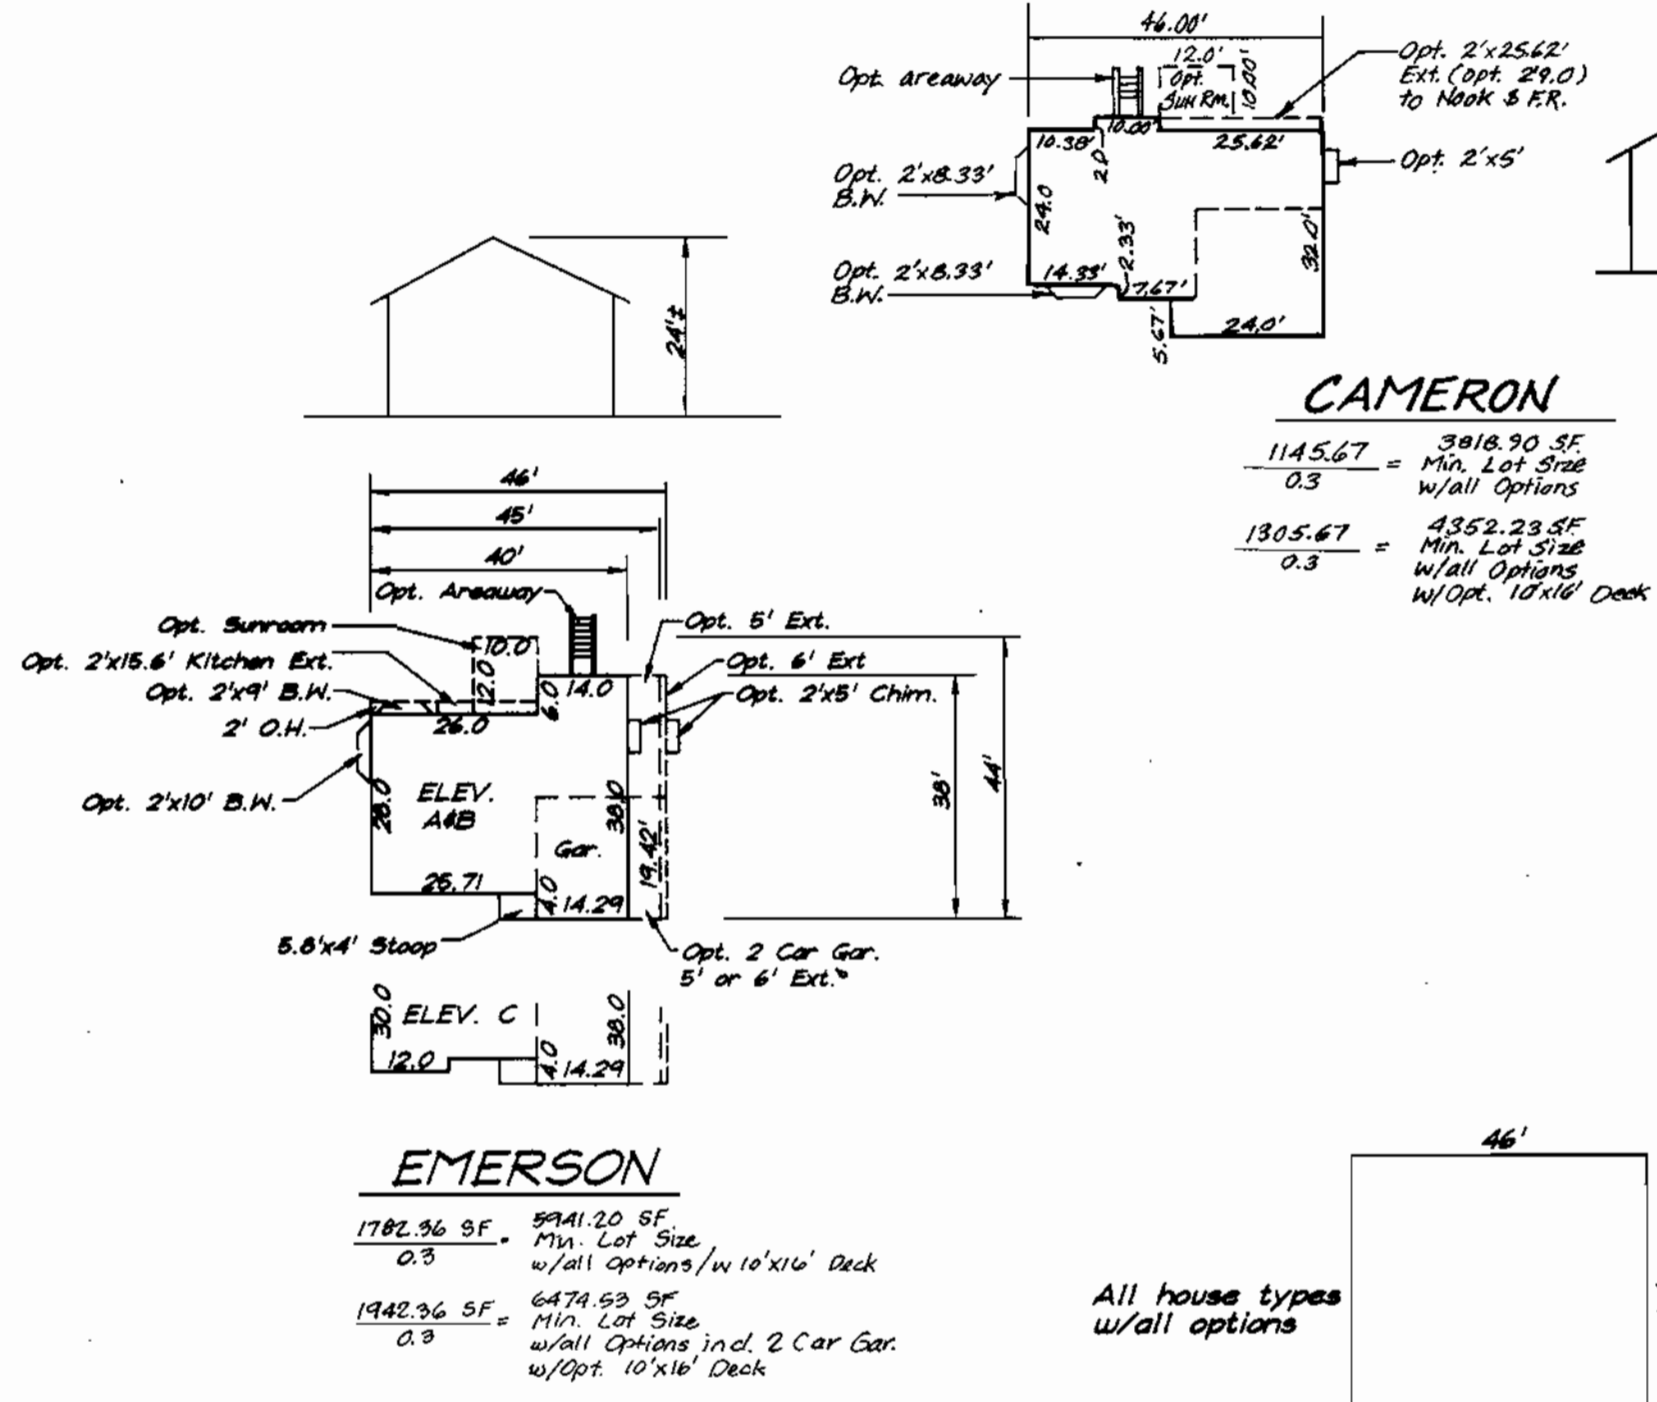 46.00'
12.0'
Opt.
Sun Rm.
10.00'
Opt. areaway
Opt. 2'x25.62'
Ext. (opt. 29.0)
to Nook & F.R.
10.38'
10.00'
2.0
25.62'
Opt. 2'x5'
Opt. 2'x8.33'
B.W.
24.0
2.33'
32.0'
Opt. 2'x8.33'
B.W.
14.33'
7.67'
5.67'
24.0'
CAMERON
1145.67
0.3
=
3818.90 S.F.
Min. Lot Size
w/all Options
1305.67
0.3
=
4352.23 S.F.
Min. Lot Size
w/all Options
w/Opt. 10'x16' Deck
24'±
46'
45'
40'
Opt. Areaway
Opt. Sunroom
10.0
12.0
Opt. 5' Ext.
Opt. 2'x15.6' Kitchen Ext.
Opt. 6' Ext
Opt. 2'x9' B.W.
Opt. 2'x5' Chim.
6.0
14.0
2' O.H.
26.0
Opt. 2'x10' B.W.
28.0
ELEV.
A&B
38.0
38'
44'
Gar.
19.42'
25.71
4.0
14.29
5.8'x4' Stoop
Opt. 2 Car Gar.
5' or 6' Ext.
30.0
ELEV. C
38.0
12.0
4.0
14.29
EMERSON
1782.36 SF
0.3
=
5941.20 SF.
Min. Lot Size
w/all Options/w 10'x16' Deck
1942.36 SF
0.3
=
6474.53 SF
Min. Lot Size
w/all Options incl. 2 Car Gar.
w/Opt. 10'x16' Deck
46'
All house types
w/all options